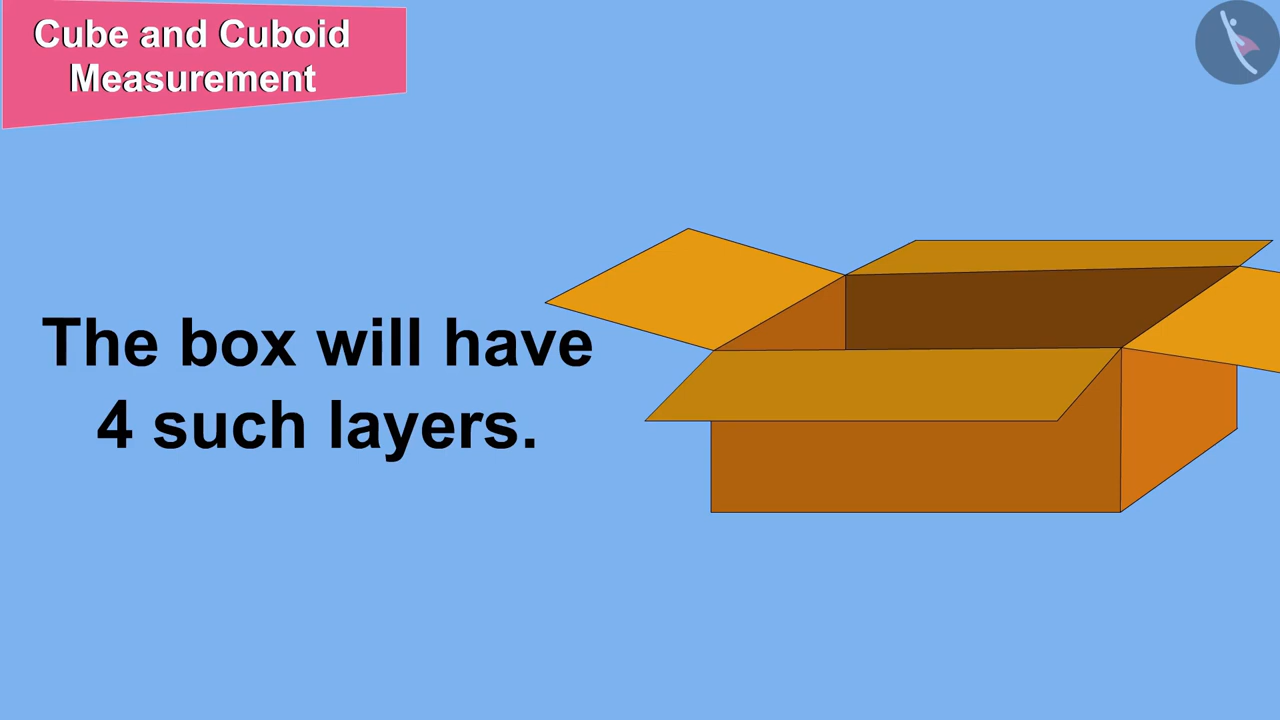 Cube and Cuboid
Measurement
The box will have
4 such layers.